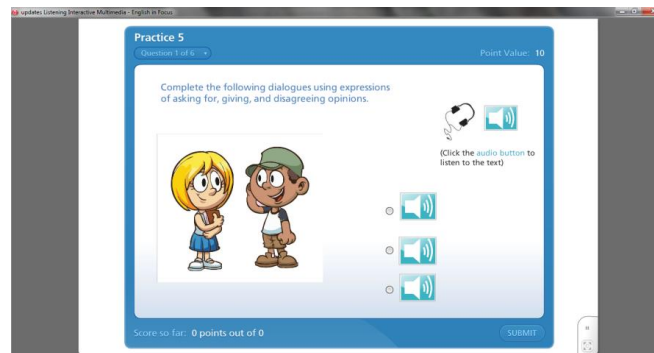 updates Listening Interactive Multimedia - English in Focus
Practice 5
Question 1 of 6
Point Value: 10
Complete the following dialogues using expressions
of asking for, giving, and disagreeing opinions.
(Click the audio button to
listen to the text)
Score so far: 0 points out of 0
SUBMIT